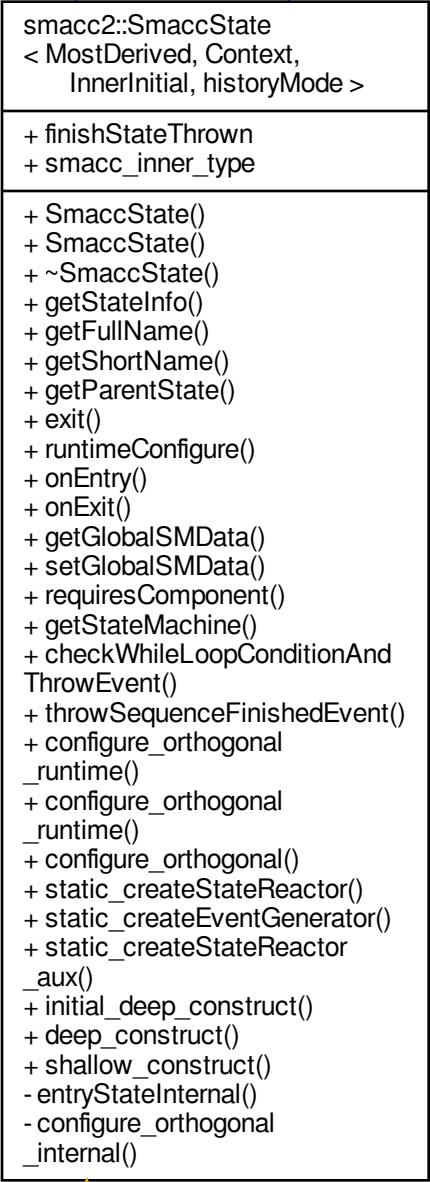 smacc2::SmaccState
< MostDerived, Context,
InnerInitial, historyMode >
+ finishStateThrown
+ smacc_inner_type
+ SmaccState()
+ SmaccState()
+ ~SmaccState()
+ getStateInfo()
+ getFullName()
+ getShortName()
+ getParentState()
+ exit()
+ runtimeConfigure()
+ onEntry()
+ onExit()
+ getGlobalSMData()
+ setGlobalSMData()
+ requiresComponent()
+ getStateMachine()
+ checkWhileLoopConditionAnd
ThrowEvent()
+ throwSequenceFinishedEvent()
+ configure_orthogonal
_runtime()
+ configure_orthogonal
_runtime()
+ configure_orthogonal()
+ static_createStateReactor()
+ static_createEventGenerator()
+ static_createStateReactor
_aux()
+ initial_deep_construct()
+ deep_construct()
+ shallow_construct()
- entryStateInternal()
- configure_orthogonal
_internal()